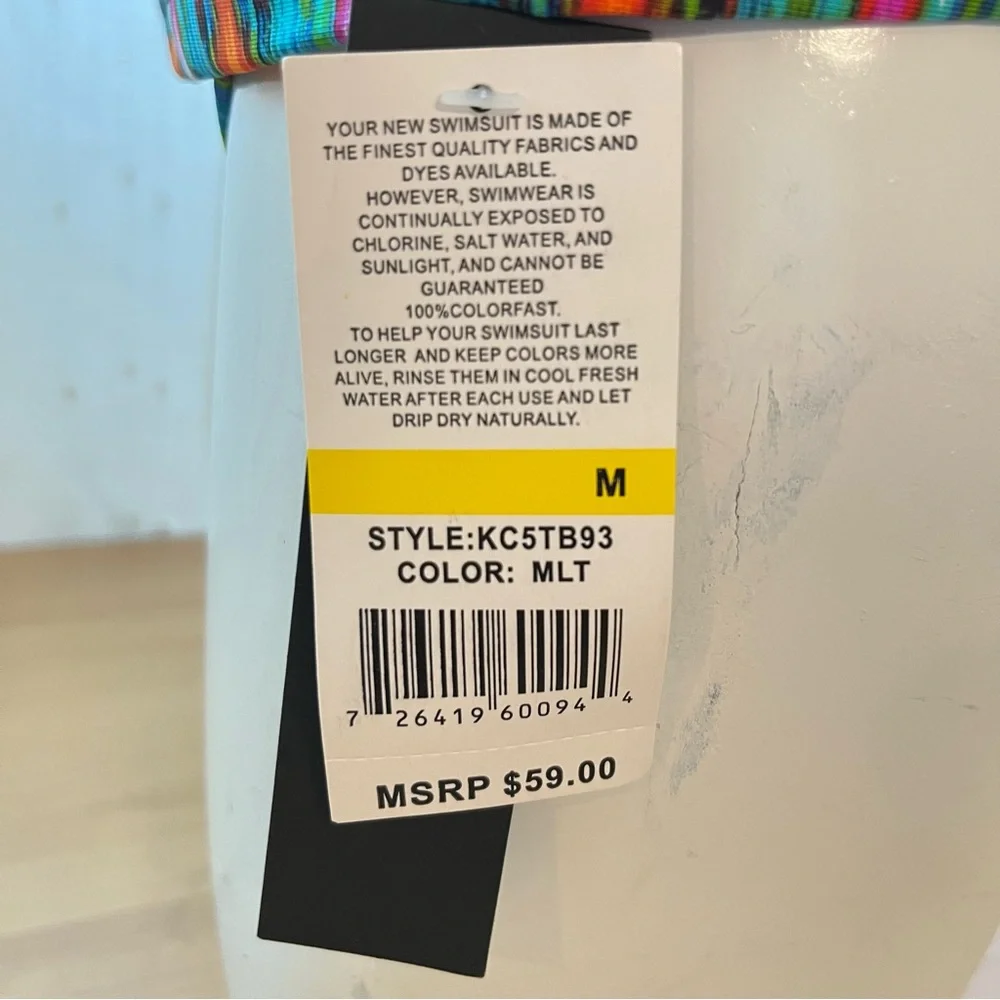 YOUR NEW SWIMSUIT IS MADE OF
THE FINEST QUALITY FABRICS AND
DYES AVAILABLE.
HOWEVER, SWIMWEAR IS
CONTINUALLY EXPOSED TO
CHLORINE, SALT WATER, AND
SUNLIGHT, AND CANNOT BE
GUARANTEED
100%COLORFAST.
TO HELP YOUR SWIMSUIT LAST
LONGER AND KEEP COLORS MORE
ALIVE, RINSE THEM IN COOL FRESH
WATER AFTER EACH USE AND LET
DRIP DRY NATURALLY.
M
STYLE:KC5TB93
COLOR: MLT
7 26419 60094 4
MSRP $59.00